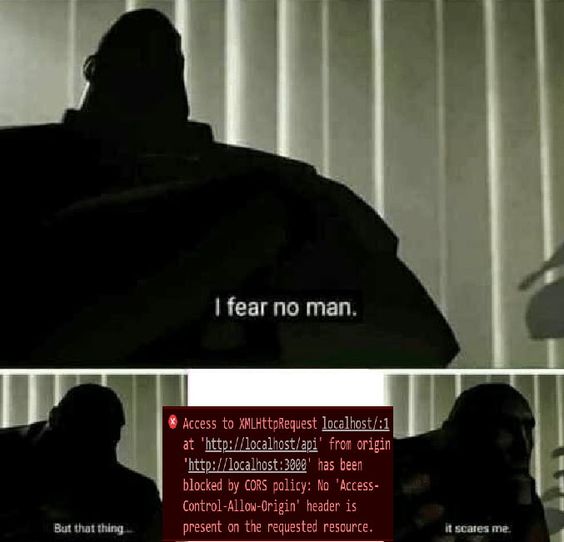 I fear no man.
But that thing...
Access to XMLHttpRequest localhost/:1
at 'http://localhost/api' from origin
'http://localhost:3000' has been
blocked by CORS policy: No 'Access-
Control-Allow-Origin' header is
present on the requested resource.
it scares me.